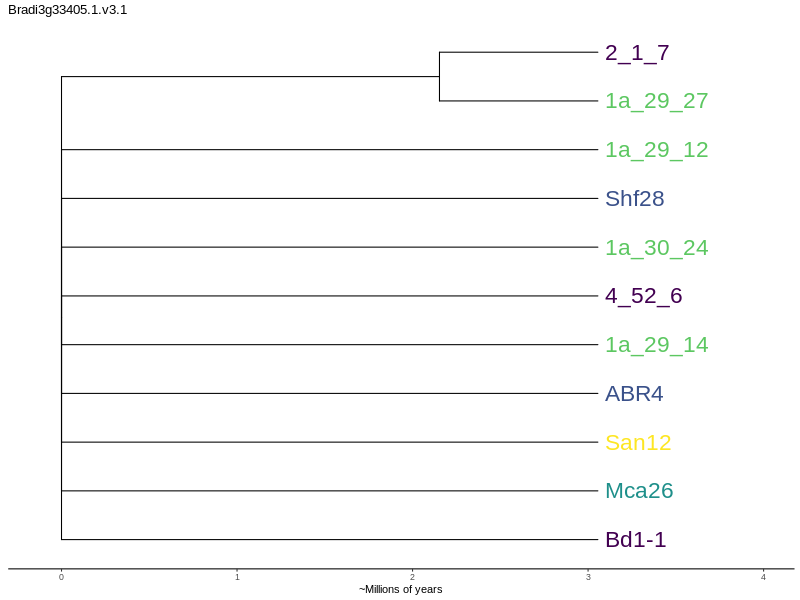 Bradi3g33405.1.v3.1
2_1_7
1a_29_27
1a_29_12
Shf28
1a_30_24
4_52_6
1a_29_14
ABR4
San12
Mca26
Bd1-1
0 1 2 3 4
~Millions of years